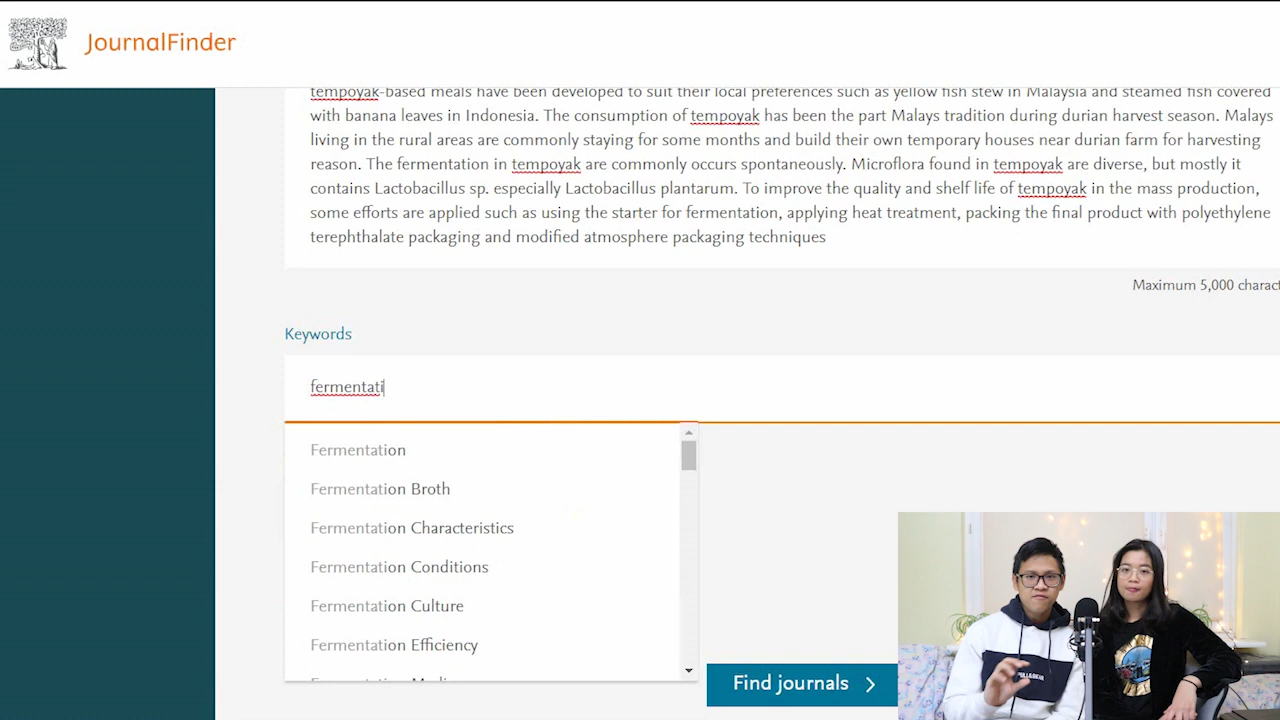 JournalFinder
tempoyak-based meals have been developed to suit their local preferences such as yellow fish stew in Malaysia and steamed fish covered
with banana leaves in Indonesia. The consumption of tempoyak has been the part Malays tradition during durian harvest season. Malays
living in the rural areas are commonly staying for some months and build their own temporary houses near durian farm for harvesting
reason. The fermentation in tempoyak are commonly occurs spontaneously. Microflora found in tempoyak are diverse, but mostly it
contains Lactobacillus sp. especially Lactobacillus plantarum. To improve the quality and shelf life of tempoyak in the mass production,
some efforts are applied such as using the starter for fermentation, applying heat treatment, packing the final product with polyethylene
terephthalate packaging and modified atmosphere packaging techniques
Maximum 5,000 charact
Keywords
fermentati
Fermentation
Fermentation Broth
Fermentation Characteristics
Fermentation Conditions
Fermentation Culture
Fermentation Efficiency
Find journals